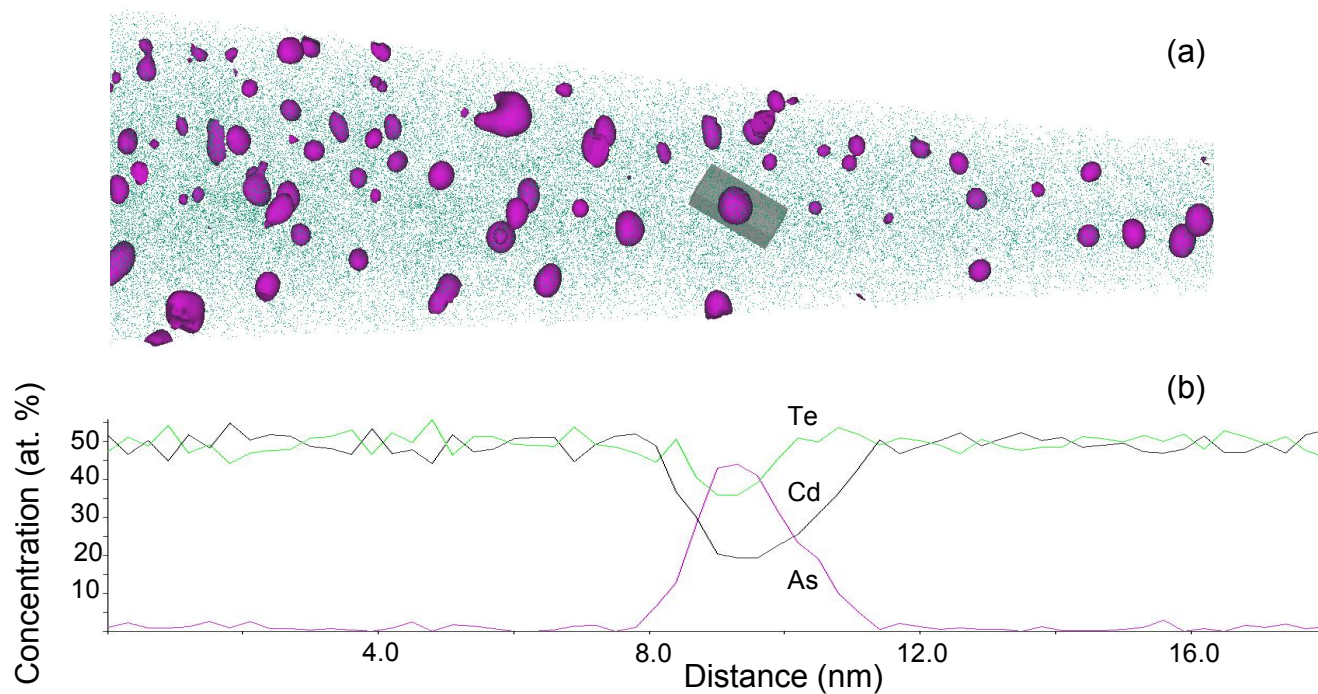 (a)
(b)
Concentration (at. %)
50
40
30
20
10
Te
Cd
As
4.0
8.0
12.0
16.0
Distance (nm)